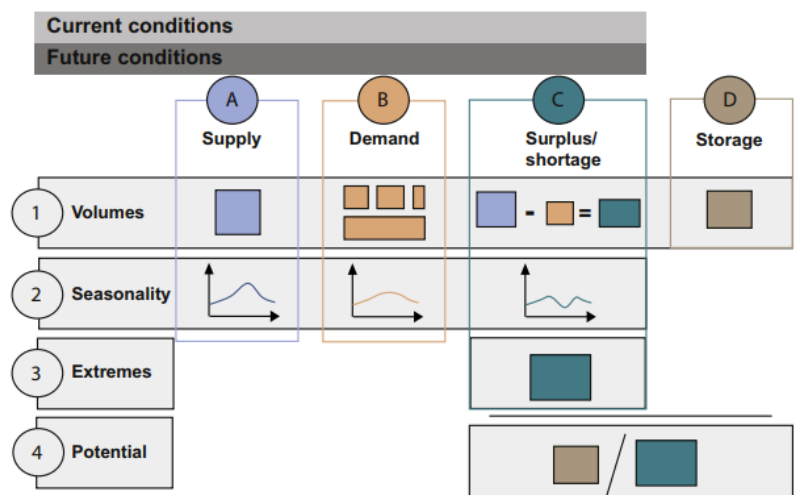 Current conditions
Future conditions
A
B
C
D
Supply
Demand
Surplus/
shortage
Storage
1
Volumes
-
=
2
Seasonality
3
Extremes
4
Potential
/